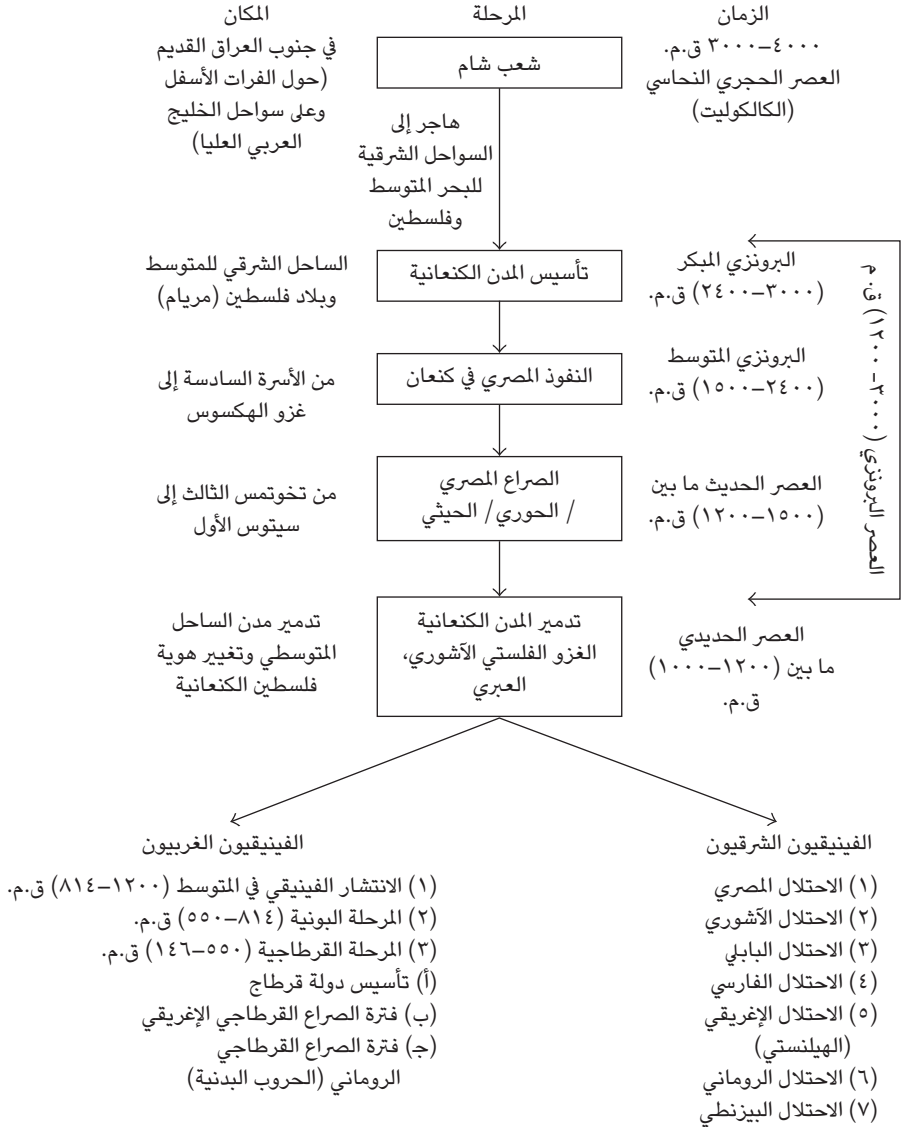 الزمان
المرحلة
المكان
٤٠٠٠–٣٠٠٠ ق.م.
العصر الحجري النحاسي
(الكالكوليت)
شعب شام
في جنوب العراق القديم
(حول الفرات الأسفل
وعلى سواحل الخليج
العربي العليا)
هاجر إلى
السواحل الشرقية
للبحر المتوسط
وفلسطين
البرونزي المبكر
(٣٠٠٠–٢٤٠٠) ق.م.
تأسيس المدن الكنعانية
الساحل الشرقي للمتوسط
وبلاد فلسطين (مريام)
البرونزي المتوسط
(٢٤٠٠–١٥٠٠) ق.م.
النفوذ المصري في كنعان
من الأسرة السادسة إلى
غزو الهكسوس
العصر الحديث ما بين
(١٥٠٠–١٢٠٠) ق.م.
الصراع المصري
/ الحوري/ الحيثي
من تخوتمس الثالث إلى
سيتوس الأول
العصر البرونزي (٣٠٠٠–١٢٠٠) ق.م
العصر الحديدي
ما بين (١٢٠٠–١٠٠٠)
ق.م.
تدمير المدن الكنعانية
الغزو الفلستي الآشوري،
العبري
تدمير مدن الساحل
المتوسطي وتغيير هوية
فلسطين الكنعانية
الفينيقيون الشرقيون
(١) الاحتلال المصري
(٢) الاحتلال الآشوري
(٣) الاحتلال البابلي
(٤) الاحتلال الفارسي
(٥) الاحتلال الإغريقي
(الهيلنستي)
(٦) الاحتلال الروماني
(٧) الاحتلال البيزنطي
الفينيقيون الغربيون
(١) الانتشار الفينيقي في المتوسط (١٢٠٠–٨١٤) ق.م.
(٢) المرحلة البونية (٨١٤–٥٥٠) ق.م.
(٣) المرحلة القرطاجية (٥٥٠–١٤٦) ق.م.
(أ) تأسيس دولة قرطاج
(ب) فترة الصراع القرطاجي الإغريقي
(ج) فترة الصراع القرطاجي
الروماني (الحروب البدنية)